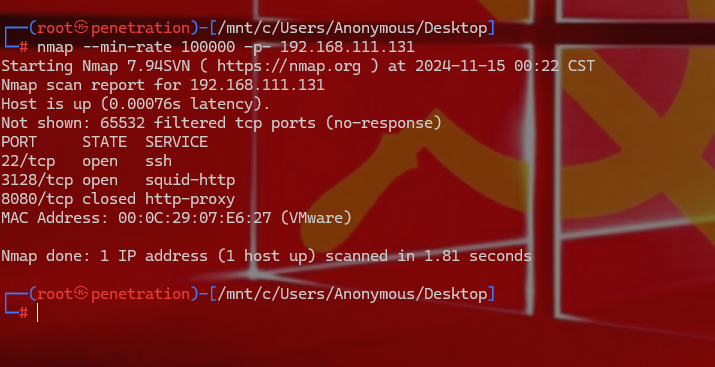 ┌──(root㉿penetration)-[/mnt/c/Users/Anonymous/Desktop]
└─# nmap --min-rate 100000 -p- 192.168.111.131
Starting Nmap 7.94SVN ( https://nmap.org ) at 2024-11-15 00:22 CST
Nmap scan report for 192.168.111.131
Host is up (0.00076s latency).
Not shown: 65532 filtered tcp ports (no-response)
PORT     STATE  SERVICE
22/tcp   open   ssh
3128/tcp open   squid-http
8080/tcp closed http-proxy
MAC Address: 00:0C:29:07:E6:27 (VMware)
Nmap done: 1 IP address (1 host up) scanned in 1.81 seconds
┌──(root㉿penetration)-[/mnt/c/Users/Anonymous/Desktop]
└─#